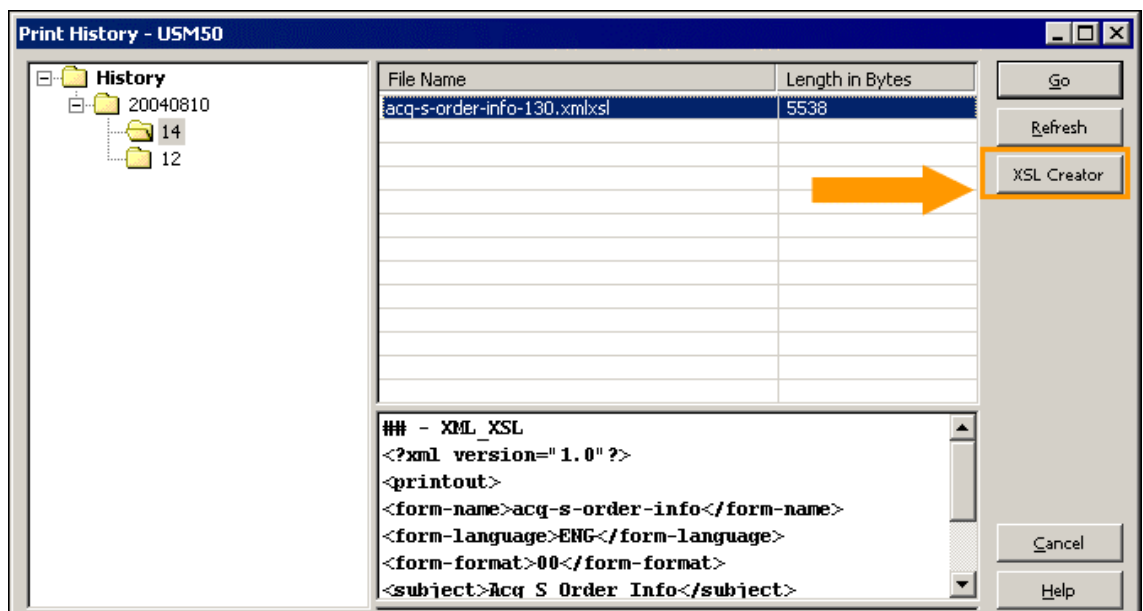 Print History - USM50
History
20040810
14
12
File Name Length in Bytes
acq-s-order-info-130.xmlxsl 5538
Go
Refresh
XSL Creator
## - XML_XSL
<?xml version="1.0"?>
<printout>
<form-name>acq-s-order-info</form-name>
<form-language>ENG</form-language>
<form-format>00</form-format>
<subject>Acq S Order Info</subject>
Cancel
Help